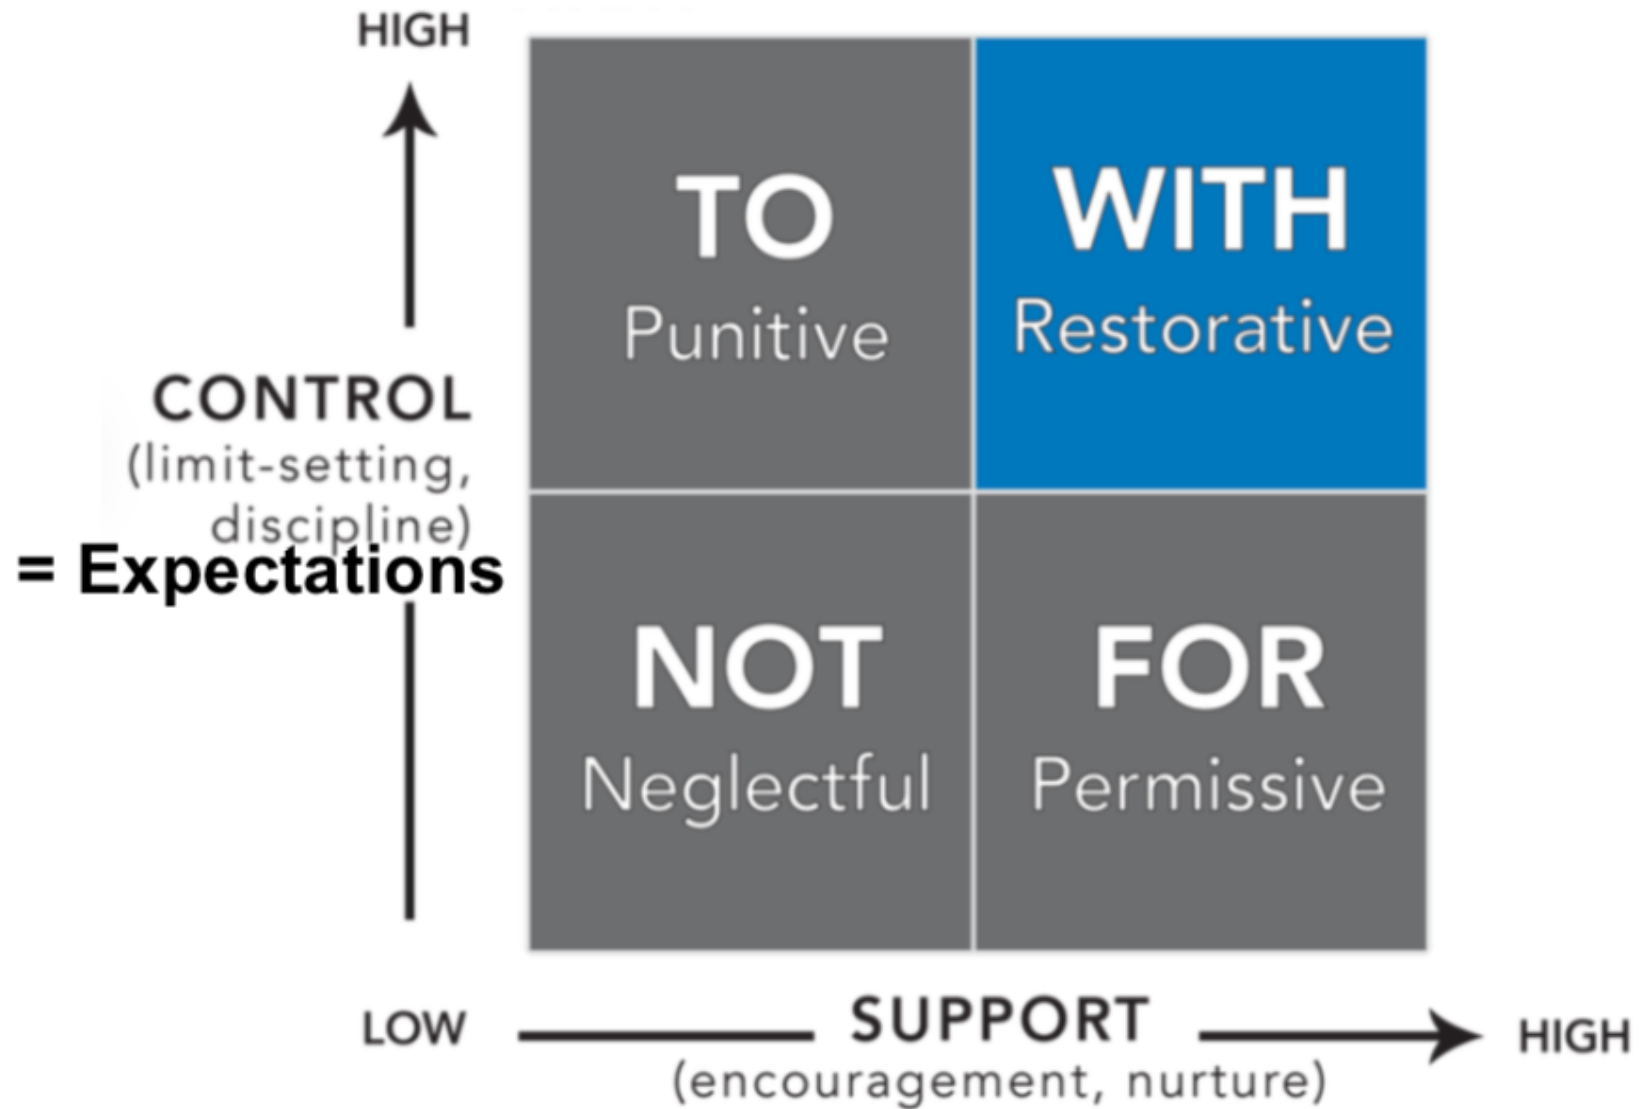 HIGH
TO
Punitive
WITH
Restorative
CONTROL
(limit-setting,
discipline)
= Expectations
NOT
Neglectful
FOR
Permissive
LOW
SUPPORT
(encouragement, nurture)
HIGH